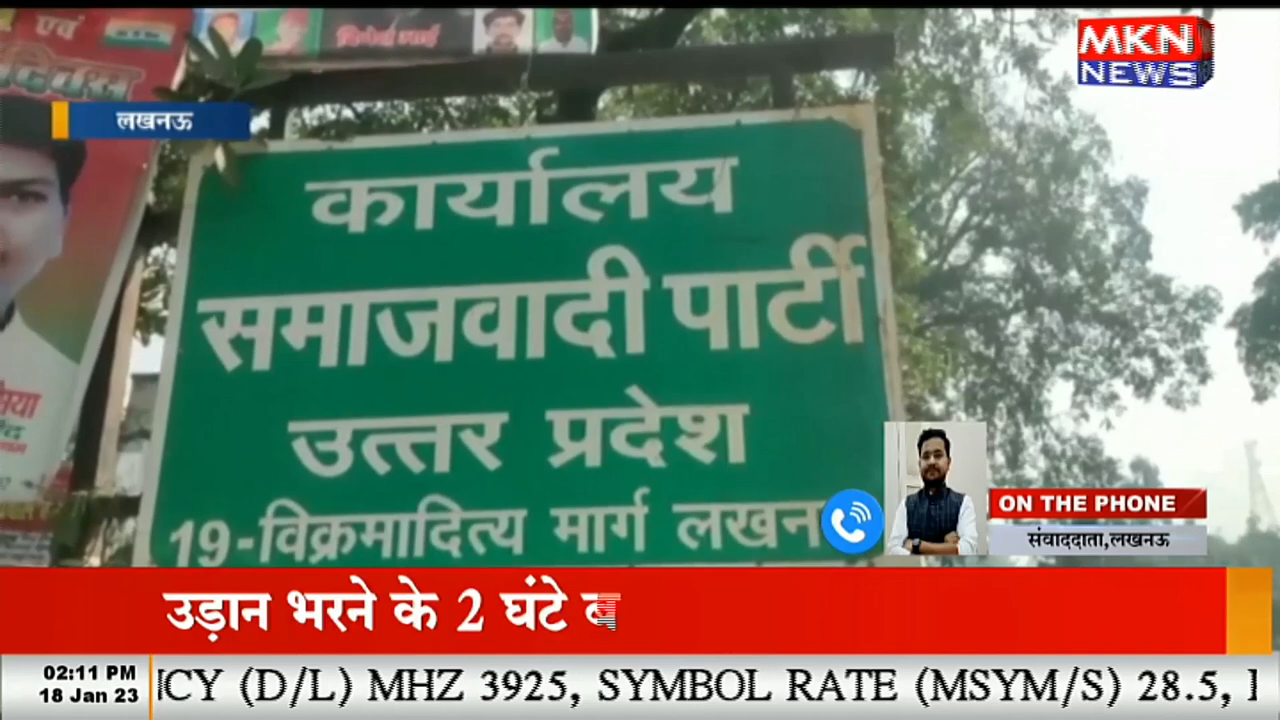 एवं
MKN
NEWS
लखनऊ
कार्यालय
समाजवादी पार्टी
उत्तर प्रदेश
19-विक्रमादित्य मार्ग लखन
ON THE PHONE
संवाददाता,लखनऊ
उड़ान भरने के 2 घंटे
02:11 PM
18 Jan 23
CY (D/L) MHZ 3925, SYMBOL RATE (MSYM/S) 28.5,